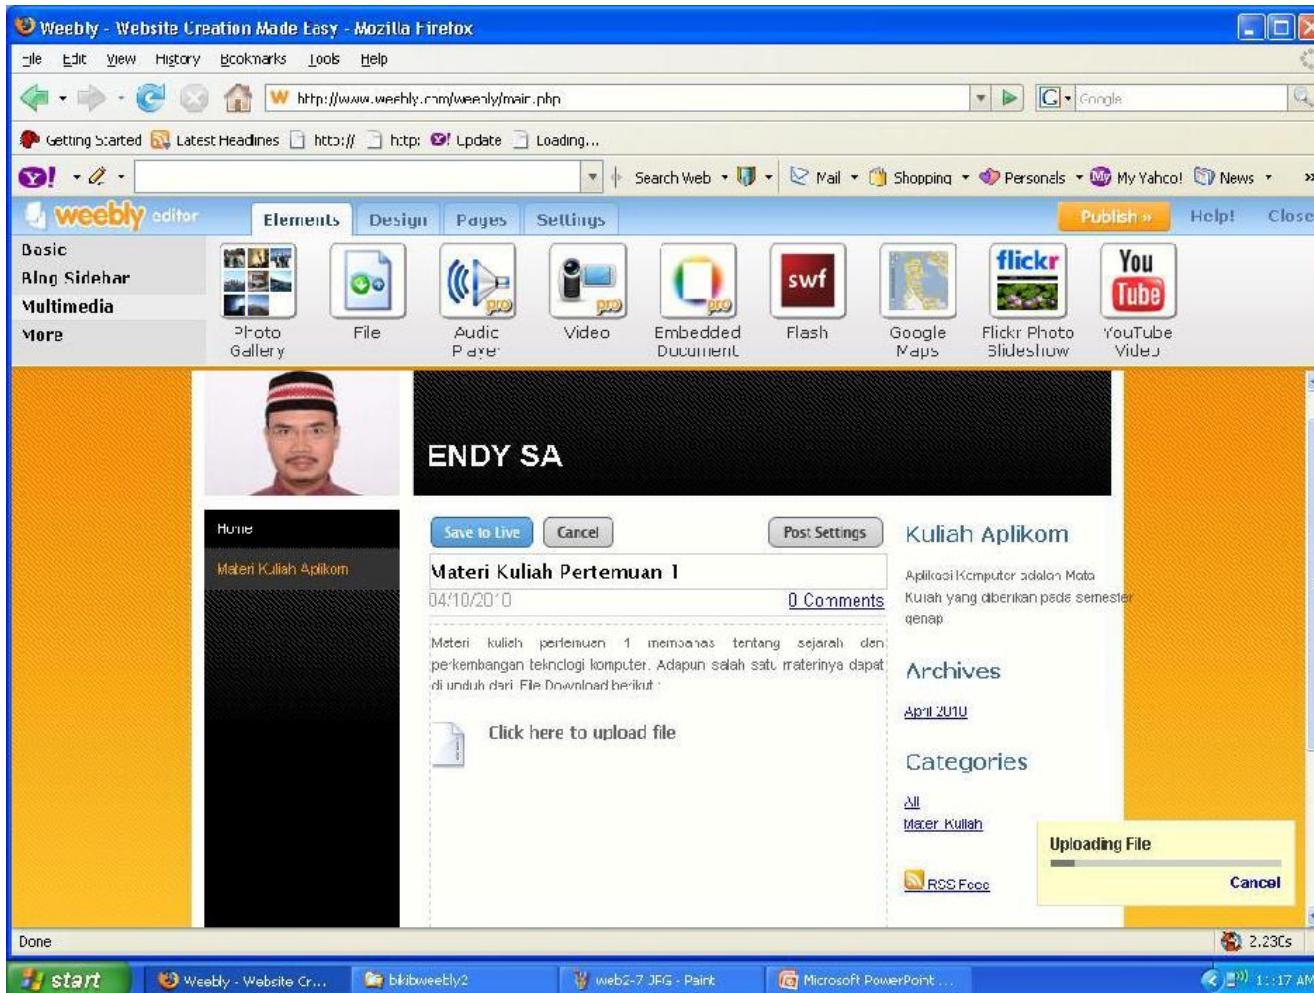 Weebly - Website Creation Made Easy - Mozilla Firefox
File Edit View History Bookmarks Tools Help
http://www.weebly.com/weebly/main.php
Google
Getting Started Latest Headlines http:// http: Update Loading...
Search Web Mail Shopping Personals My Yahoo! News
weebly editor Elements Design Pages Settings Publish » Help! Close
Basic
Blog Sidebar
Multimedia
More
pro pro pro swf flickr You Tube
Photo Gallery
File
Audio Player
Video
Embedded Document
Flash
Google Maps
Flickr Photo Slideshow
YouTube Video
ENDY SA
Home
Materi Kuliah Aplikom
Save to Live Cancel Post Settings
Materi Kuliah Pertemuan 1
04/10/2010 0 Comments
Materi kuliah pertemuan 1 membahas tentang sejarah dan
perkembangan teknologi komputer. Adapun salah satu materinya dapat
di unduh dari File Download berikut :
Click here to upload file
Kuliah Aplikom
Aplikasi Komputer adalah Mata
Kuliah yang diberikan pada semester
genap
Archives
April 2010
Categories
All
Materi Kuliah
RSS Feed
Uploading File
Cancel
Done 2.230s
start Weebly - Website Cr... bikibweebly2 web2-7 JPG - Paint Microsoft PowerPoint ... 11:17 AM